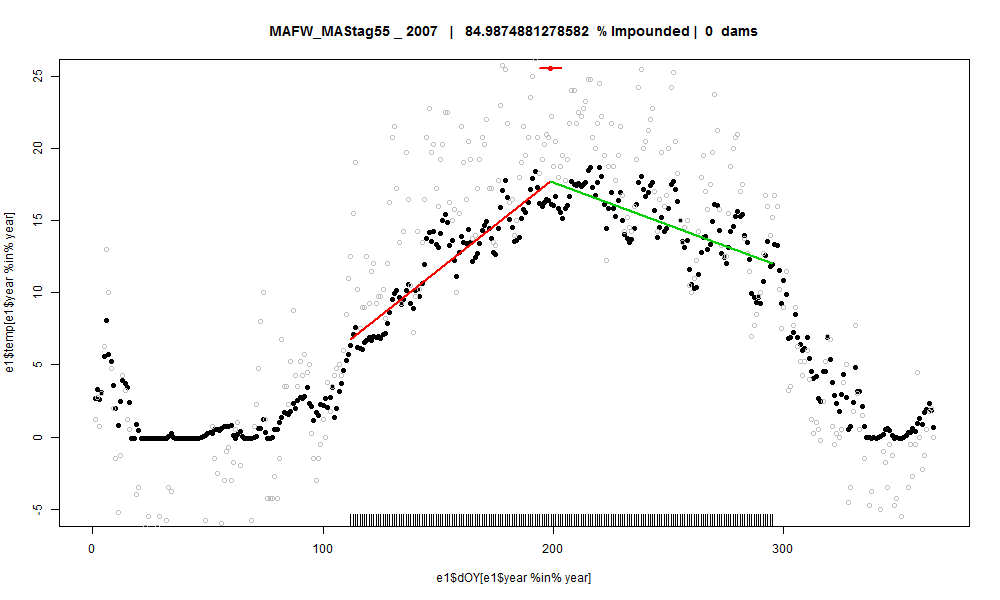 MAFW_MAStag55 _ 2007 | 84.9874881278582 % Impounded | 0 dams
25
20
15
10
5
0
-5
e1$temp[e1$year %in% year]
0 100 200 300
e1$dOY[e1$year %in% year]